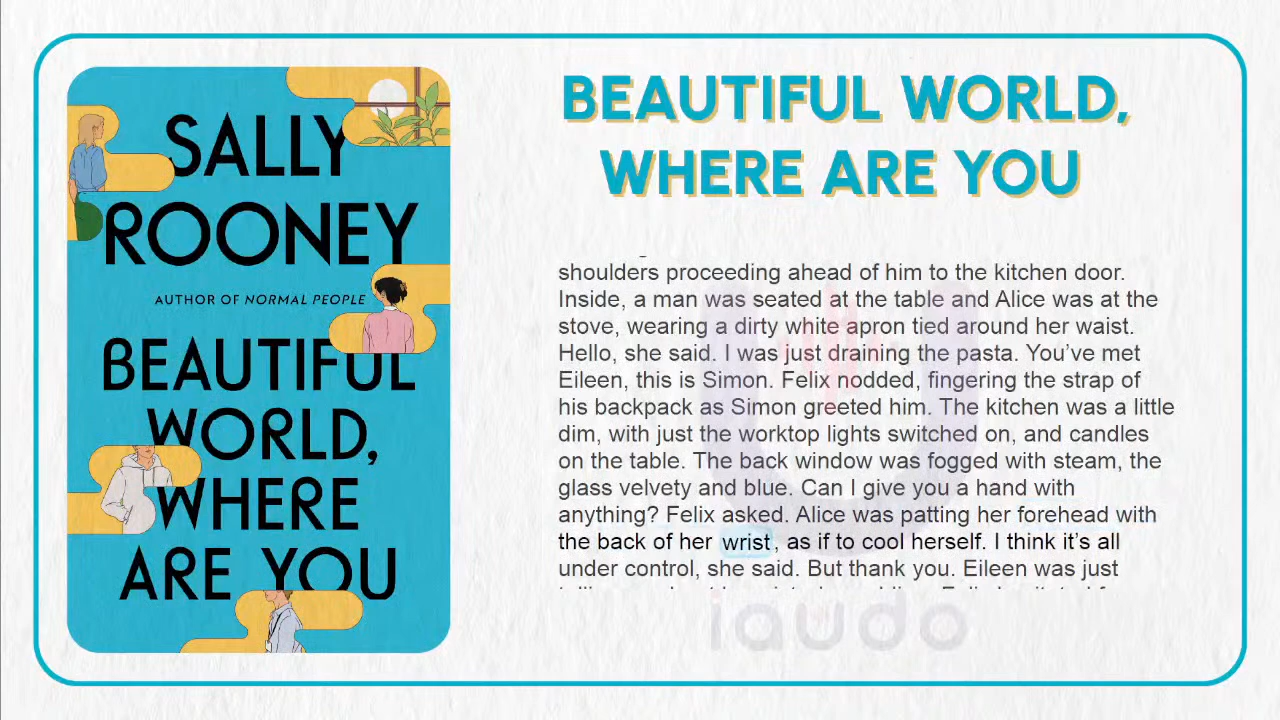 SALLY
ROONEY
AUTHOR OF NORMAL PEOPLE
BEAUTIFUL
WORLD,
WHERE
ARE YOU
BEAUTIFUL WORLD,
WHERE ARE YOU
shoulders proceeding ahead of him to the kitchen door.
Inside, a man was seated at the table and Alice was at the
stove, wearing a dirty white apron tied around her waist.
Hello, she said. I was just draining the pasta. You’ve met
Eileen, this is Simon. Felix nodded, fingering the strap of
his backpack as Simon greeted him. The kitchen was a little
dim, with just the worktop lights switched on, and candles
on the table. The back window was fogged with steam, the
glass velvety and blue. Can I give you a hand with
anything? Felix asked. Alice was patting her forehead with
the back of her wrist, as if to cool herself. I think it’s all
under control, she said. But thank you. Eileen was just
iaudo